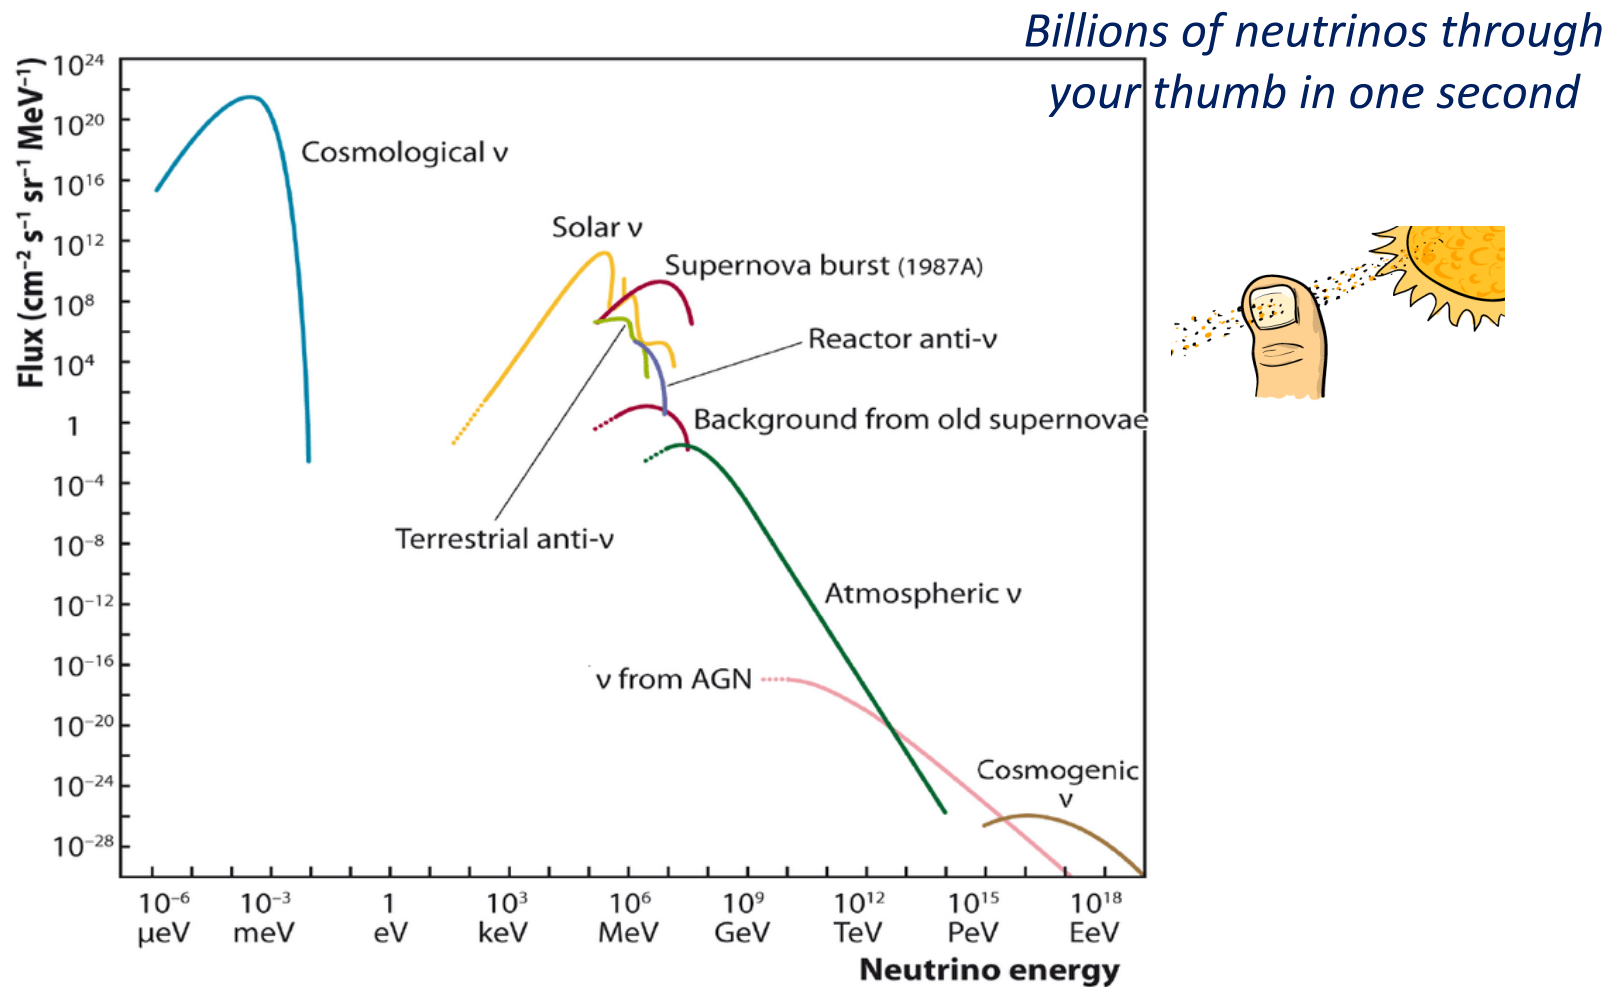 Billions of neutrinos through
your thumb in one second
Flux (cm⁻² s⁻¹ sr⁻¹ MeV⁻¹)
10²⁴
10²⁰
10¹⁶
10¹²
10⁸
10⁴
1
10⁻⁴
10⁻⁸
10⁻¹²
10⁻¹⁶
10⁻²⁰
10⁻²⁴
10⁻²⁸
Cosmological ν
Solar ν
Supernova burst (1987A)
Reactor anti-ν
Background from old supernovae
Terrestrial anti-ν
Atmospheric ν
ν from AGN
Cosmogenic
ν
10⁻⁶ 10⁻³ 1 10³ 10⁶ 10⁹ 10¹² 10¹⁵ 10¹⁸
μeV meV eV keV MeV GeV TeV PeV EeV
Neutrino energy